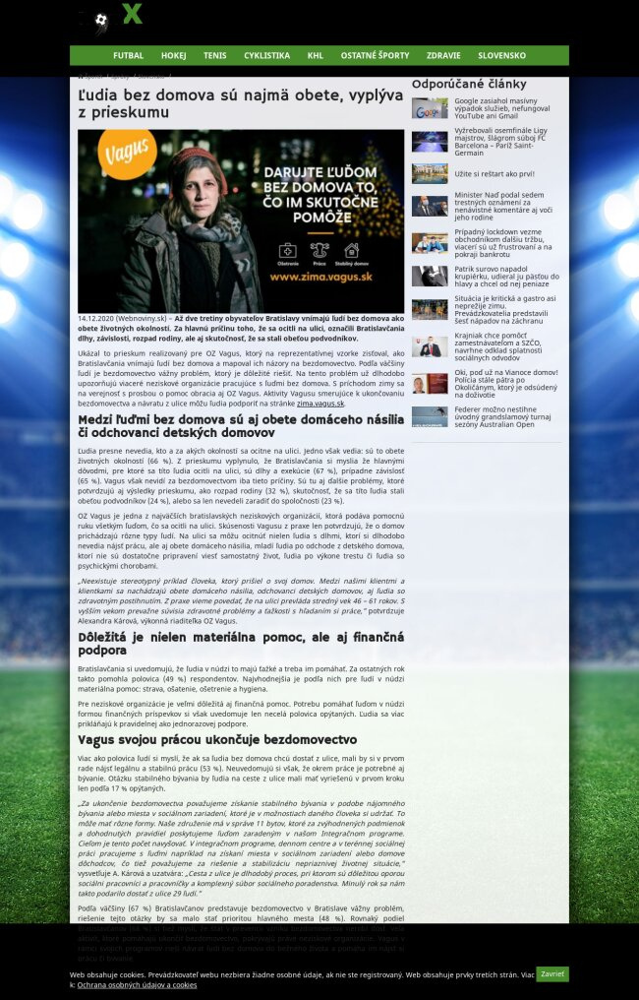 X
FUTBAL HOKEJ TENIS CYKLISTIKA KHL OSTATNÉ ŠPORTY ZDRAVIE SLOVENSKO
Ľudia bez domova sú najmä obete, vyplýva
z prieskumu
Vagus
DARUJTE ĽUĎOM
BEZ DOMOVA TO,
ČO IM SKUTOČNE
POMÔŽE
Ošetrenie Práca Stabilný domov
www.zima.vagus.sk
14.12.2020 (Webnoviny.sk) – Až dve tretiny obyvateľov Bratislavy vnímajú ľudí bez domova ako
obete životných okolností. Za hlavnú príčinu toho, že sa ocitli na ulici, označili Bratislavčania
dlhy, závislosti, rozpad rodiny, ale aj skutočnosť, že sa stali obeťou podvodníkov.
Ukázal to prieskum realizovaný pre OZ Vagus, ktorý na reprezentatívnej vzorke zisťoval, ako
Bratislavčania vnímajú ľudí bez domova a mapoval ich názory na bezdomovectvo. Podľa väčšiny
ľudí je bezdomovectvo vážny problém, ktorý je dôležité riešiť. Na tento problém už dlhodobo
upozorňujú viaceré neziskové organizácie pracujúce s ľuďmi bez domova. S príchodom zimy sa
na verejnosť s prosbou o pomoc obracia aj OZ Vagus. Aktivity Vagusu smerujúce k ukončovaniu
bezdomovectva a návratu z ulice môžu ľudia podporiť na stránke zima.vagus.sk.
Medzi ľuďmi bez domova sú aj obete domáceho násilia
či odchovanci detských domovov
Ľudia presne nevedia, kto a za akých okolností sa ocitne na ulici. Jedno však vedia: sú to obete
životných okolností (66 %). Z prieskumu vyplynulo, že Bratislavčania si myslia že hlavnými
dôvodmi, pre ktoré sa títo ľudia ocitli na ulici, sú dlhy a exekúcie (67 %), prípadne závislosť
(65 %). Vagus však nevidí za bezdomovectvom iba tieto príčiny. Sú tu aj ďalšie problémy, ktoré
potvrdzujú aj výsledky prieskumu, ako rozpad rodiny (32 %), skutočnosť, že sa títo ľudia stali
obeťou podvodníkov (24 %), alebo sa len nevedeli zaradiť do spoločnosti (23 %).
OZ Vagus je jedna z najväčších bratislavských neziskových organizácií, ktorá podáva pomocnú
ruku všetkým ľuďom, čo sa ocitli na ulici. Skúsenosti Vagusu z praxe len potvrdzujú, že o domov
prichádzajú rôzne typy ľudí. Na ulici sa môžu ocitnúť nielen ľudia s dlhmi, ktorí si dlhodobo
nevedia nájsť prácu, ale aj obete domáceho násilia, mladí ľudia po odchode z detského domova,
ktorí nie sú dostatočne pripravení viesť samostatný život, ľudia po výkone trestu či ľudia so
psychickými chorobami.
„Neexistuje stereotypný príklad človeka, ktorý prišiel o svoj domov. Medzi našimi klientmi a
klientkami sa nachádzajú obete domáceho násilia, odchovanci detských domovov, aj ľudia so
zdravotným postihnutím. Z praxe vieme povedať, že na ulici prevláda stredný vek 46 – 61 rokov. S
vyšším vekom prevažne súvisia zdravotné problémy a ťažkosti s hľadaním si práce,“ potvrdzuje
Alexandra Kárová, výkonná riaditeľka OZ Vagus.
Dôležitá je nielen materiálna pomoc, ale aj finančná
podpora
Bratislavčania si uvedomujú, že ľudia v núdzi to majú ťažké a treba im pomáhať. Za ostatných rok
takto pomohla polovica (49 %) respondentov. Najvhodnejšia je podľa nich pre ľudí v núdzi
materiálna pomoc: strava, ošatenie, ošetrenie a hygiena.
Pre neziskové organizácie je veľmi dôležitá aj finančná pomoc. Potrebu pomáhať ľuďom v núdzi
formou finančných príspevkov si však uvedomuje len necelá polovica opýtaných. Ľudia sa viac
prikláňajú k pravidelnej ako jednorazovej podpore.
Vagus svojou prácou ukončuje bezdomovectvo
Viac ako polovica ľudí si myslí, že ak sa ľudia bez domova chcú dostať z ulice, mali by si v prvom
rade nájsť legálnu a stabilnú prácu (53 %). Neuvedomujú si však, že okrem práce je potrebné aj
bývanie. Otázku stabilného bývania by ľudia na ceste z ulice mali mať vyriešenú v prvom kroku
len podľa 17 % opýtaných.
„Za ukončenie bezdomovectva považujeme získanie stabilného bývania v podobe nájomného
bývania alebo miesta v sociálnom zariadení, ktoré je v možnostiach daného človeka si udržať. To
môže mať rôzne formy. Naše združenie má v správe 11 bytov, ktoré za zvýhodnených podmienok
a dohodnutých pravidiel poskytujeme ľuďom zaradeným v našom Integračnom programe.
Cieľom je tento počet navyšovať. V integračnom programe, dennom centre a v terénnej sociálnej
práci pracujeme s ľuďmi napríklad na získaní miesta v sociálnom zariadení alebo domove
dôchodcov, čo tiež považujeme za riešenie a stabilizáciu nepriaznivej životnej situácie,“
vysvetľuje A. Kárová a uzatvára: „Cesta z ulice je dlhodobý proces, pri ktorom sú dôležitou oporou
sociálni pracovníci a pracovníčky a komplexný súbor sociálneho poradenstva. Minulý rok sa nám
takto podarilo dostať z ulice 29 ľudí.“
Podľa väčšiny (67 %) Bratislavčanov predstavuje bezdomovectvo v Bratislave vážny problém,
riešenie tejto otázky by sa malo stať prioritou hlavného mesta (48 %). Rovnaký podiel
Odporúčané články
Google zasiahol masívny
výpadok služieb, nefungoval
YouTube ani Gmail
Vyžrebovali osemfinále Ligy
majstrov, šlágrom súboj FC
Barcelona – Paríž Saint-
Germain
Užite si reštart ako prví!
Minister Naď podal sedem
trestných oznámení za
nenávistné komentáre aj voči
jeho rodine
Prípadný lockdown vezme
obchodníkom ďalšiu tržbu,
viacerí sú už frustrovaní a na
pokraji bankrotu
Patrik surovo napadol
krupiérku, udieral ju päsťou do
hlavy a chcel od nej peniaze
Situácia je kritická a gastro asi
neprežije zimu.
Prevádzkovatelia predstavili
šesť nápadov na záchranu
Krajniak chce pomôcť
zamestnávateľom a SZČO,
navrhne odklad splatnosti
sociálnych odvodov
Oki, pod už na Vianoce domov!
Polícia stále pátra po
Okoličánym, ktorý je odsúdený
na doživotie
Federer možno nestihne
úvodný grandslamový turnaj
sezóny Australian Open
Web obsahuje cookies. Prevádzkovateľ webu nezbiera žiadne osobné údaje, ak nie ste registrovaný. Web obsahuje prvky tretích strán. Viac
k: Ochrana osobných údajov a cookies
Zavrieť